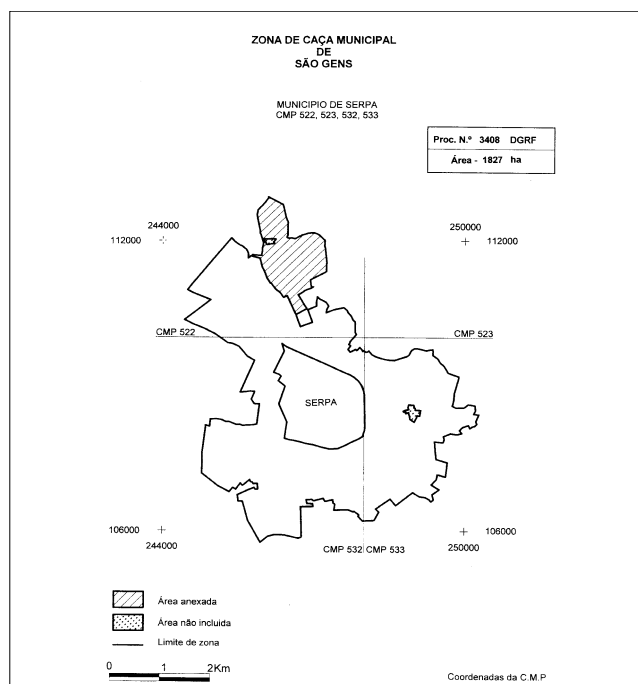 ZONA DE CAÇA MUNICIPAL
DE
SÃO GENS
MUNICIPIO DE SERPA
CMP 522, 523, 532, 533
Proc. N.º 3408 DGRF
Área - 1827 ha
244000
112000
250000
112000
CMP 522
CMP 523
SERPA
106000
244000
106000
250000
CMP 532
CMP 533
Área anexada
Área não incluida
Limite de zona
0 1 2Km
Coordenadas da C.M.P